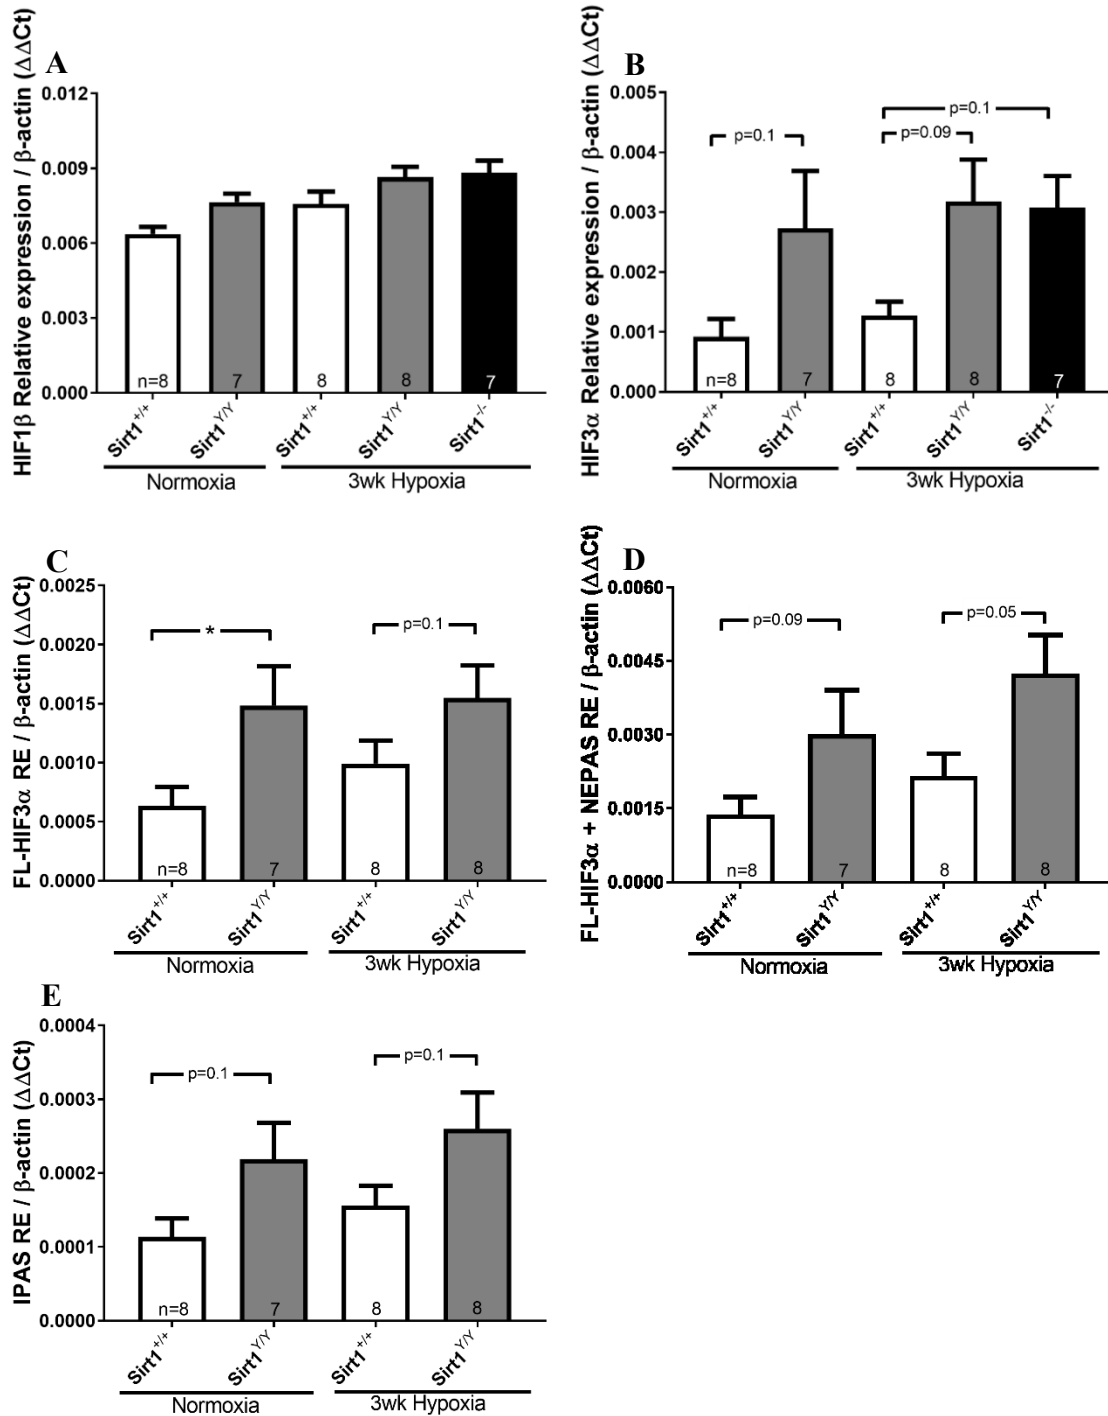 A
HIF1β Relative expression / β-actin (ΔΔCt)
0.012
0.009
0.006
0.003
0.000
n=8
7
8
8
7
Sirt1+/+
Sirt1Y/Y
Sirt1+/+
Sirt1Y/Y
Sirt1-/-
Normoxia
3wk Hypoxia
B
HIF3α Relative expression / β-actin (ΔΔCt)
0.005
0.004
0.003
0.002
0.001
0.000
p=0.1
p=0.1
p=0.09
n=8
7
8
8
7
Sirt1+/+
Sirt1Y/Y
Sirt1+/+
Sirt1Y/Y
Sirt1-/-
Normoxia
3wk Hypoxia
C
FL-HIF3α RE / β-actin (ΔΔCt)
0.0025
0.0020
0.0015
0.0010
0.0005
0.0000
*
p=0.1
n=8
7
8
8
Sirt1+/+
Sirt1Y/Y
Sirt1+/+
Sirt1Y/Y
Normoxia
3wk Hypoxia
D
FL-HIF3α + NEPAS RE / β-actin (ΔΔCt)
0.0060
0.0045
0.0030
0.0015
0.0000
p=0.09
p=0.05
n=8
7
8
8
Sirt1+/+
Sirt1Y/Y
Sirt1+/+
Sirt1Y/Y
Normoxia
3wk Hypoxia
E
IPAS RE / β-actin (ΔΔCt)
0.0004
0.0003
0.0002
0.0001
0.0000
p=0.1
p=0.1
n=8
7
8
8
Sirt1+/+
Sirt1Y/Y
Sirt1+/+
Sirt1Y/Y
Normoxia
3wk Hypoxia